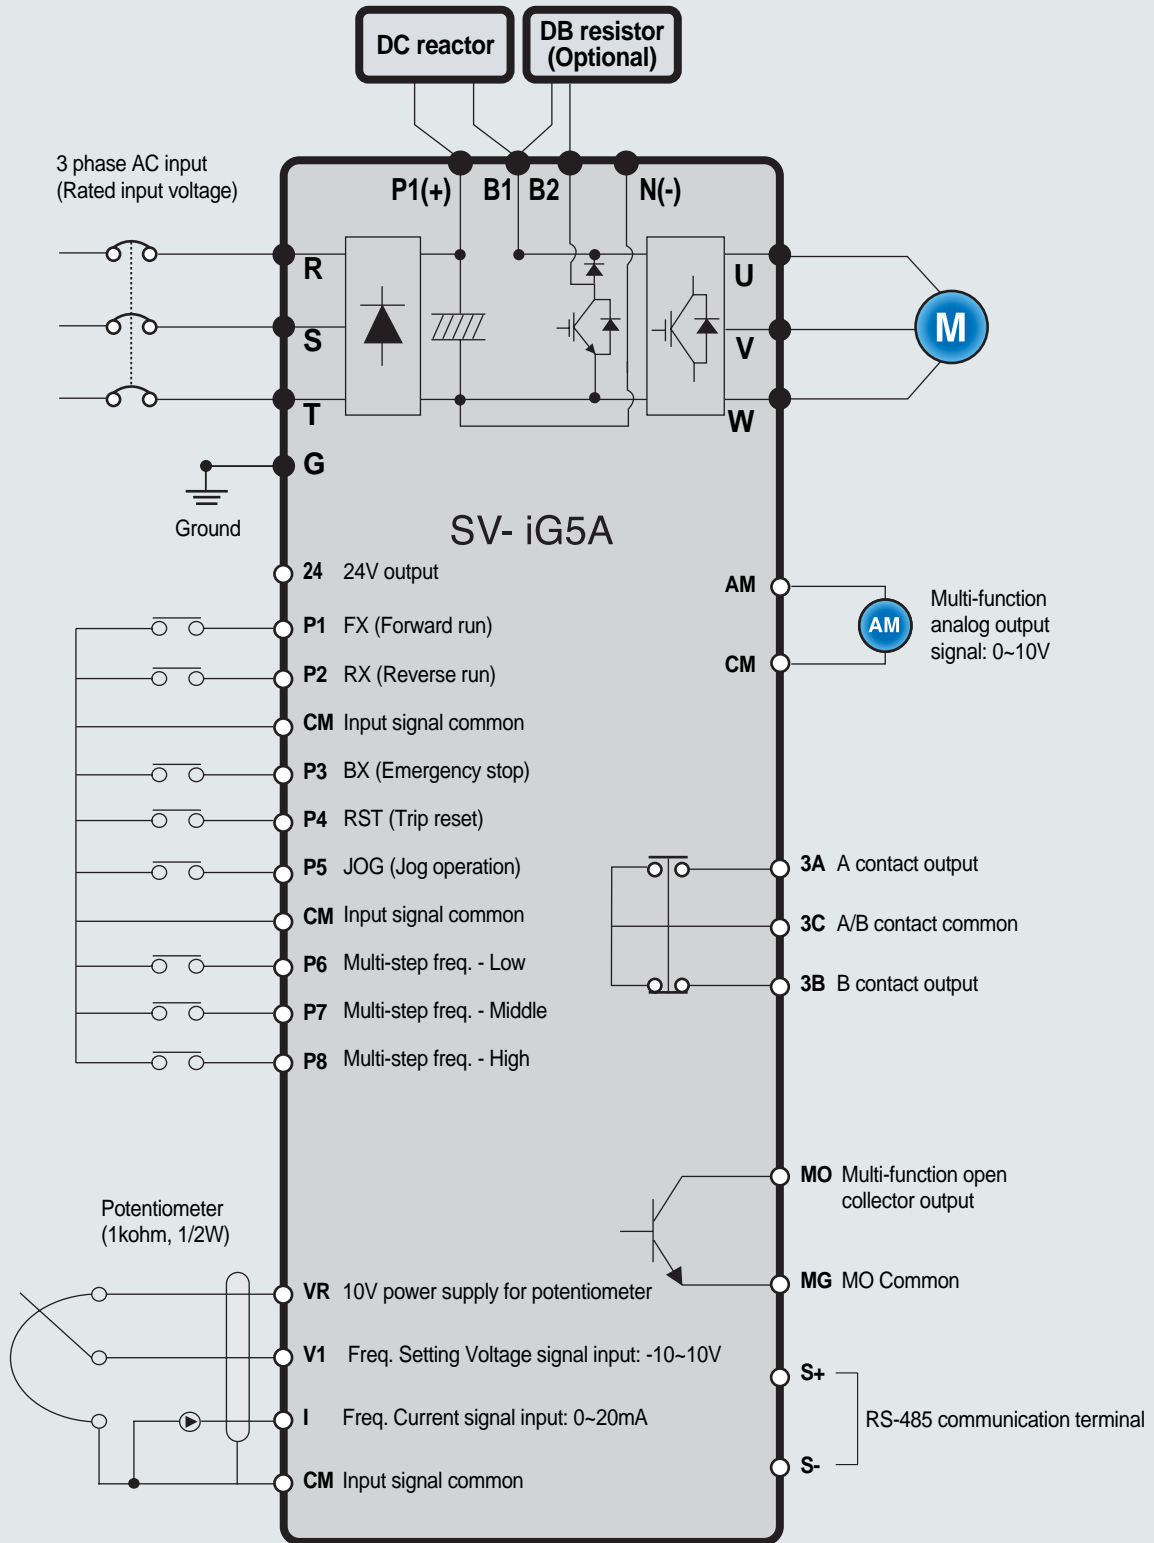 DC reactor
DB resistor
(Optional)
3 phase AC input
(Rated input voltage)
P1(+)
B1
B2
N(-)
R
S
T
G
U
V
W
M
Ground
SV- iG5A
24 24V output
P1 FX (Forward run)
P2 RX (Reverse run)
CM Input signal common
P3 BX (Emergency stop)
P4 RST (Trip reset)
P5 JOG (Jog operation)
CM Input signal common
P6 Multi-step freq. - Low
P7 Multi-step freq. - Middle
P8 Multi-step freq. - High
AM
CM
AM
Multi-function
analog output
signal: 0~10V
3A A contact output
3C A/B contact common
3B B contact output
MO Multi-function open
collector output
MG MO Common
Potentiometer
(1kohm, 1/2W)
VR 10V power supply for potentiometer
V1 Freq. Setting Voltage signal input: -10~10V
I Freq. Current signal input: 0~20mA
CM Input signal common
S+
RS-485 communication terminal
S-